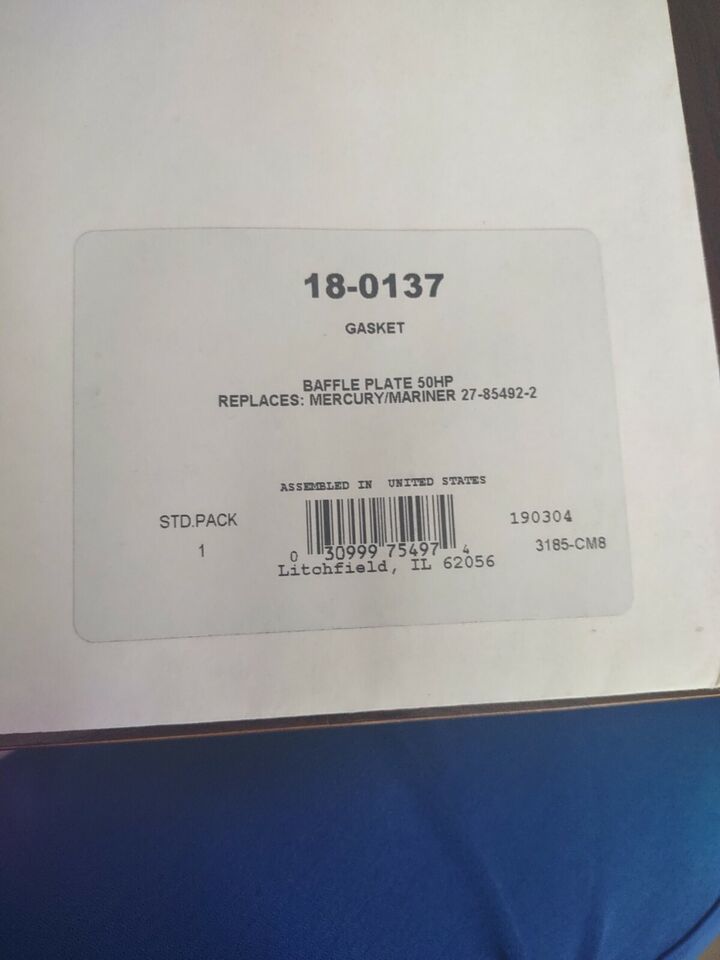 18-0137
GASKET
BAFFLE PLATE 50HP
REPLACES: MERCURY/MARINER 27-85492-2
ASSEMBLED IN UNITED STATES
STD.PACK
1
0 30999 75497 4
Litchfield, IL 62056
190304
3185-CM8